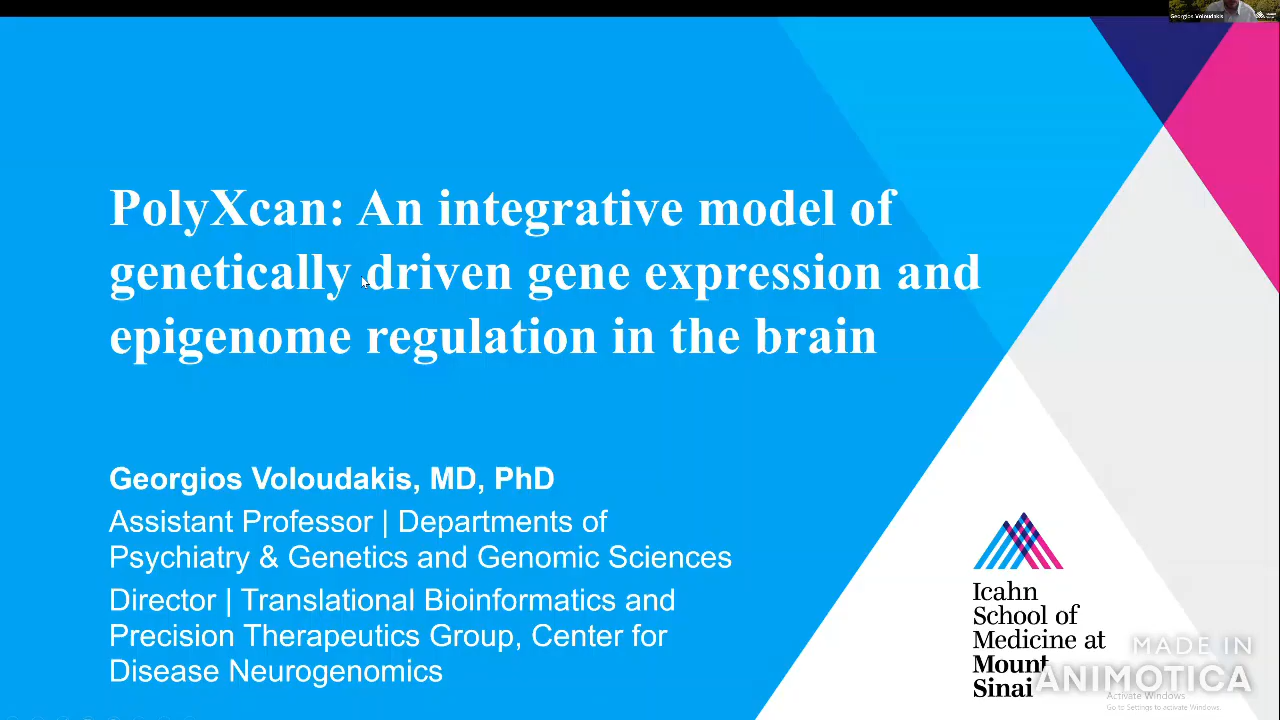 Georgios Voloudakis
PolyXcan: An integrative model of
genetically driven gene expression and
epigenome regulation in the brain
Georgios Voloudakis, MD, PhD
Assistant Professor | Departments of
Psychiatry & Genetics and Genomic Sciences
Director | Translational Bioinformatics and
Precision Therapeutics Group, Center for
Disease Neurogenomics
Icahn
School of
Medicine at
Mount
Sinai
MADE IN
ANIMOTICA
Activate Windows
Go to Settings to activate Windows.